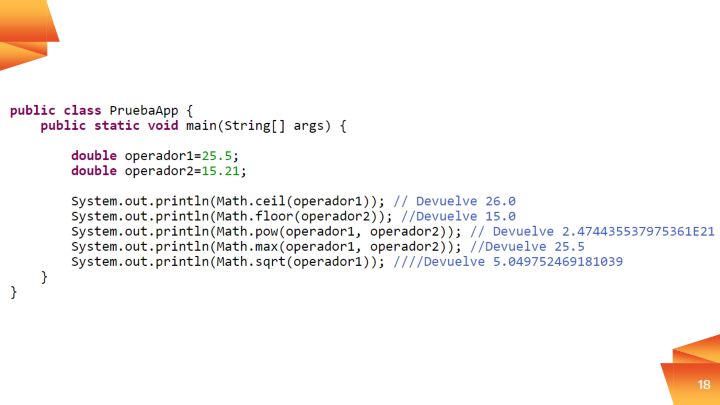 public class PruebaApp {
public static void main(String[] args) {
double operador1=25.5;
double operador2=15.21;
System.out.println(Math.ceil(operador1)); // Devuelve 26.0
System.out.println(Math.floor(operador2)); //Devuelve 15.0
System.out.println(Math.pow(operador1, operador2)); // Devuelve 2.474435537975361E21
System.out.println(Math.max(operador1, operador2)); //Devuelve 25.5
System.out.println(Math.sqrt(operador1)); ////Devuelve 5.049752469181039
}
}
18